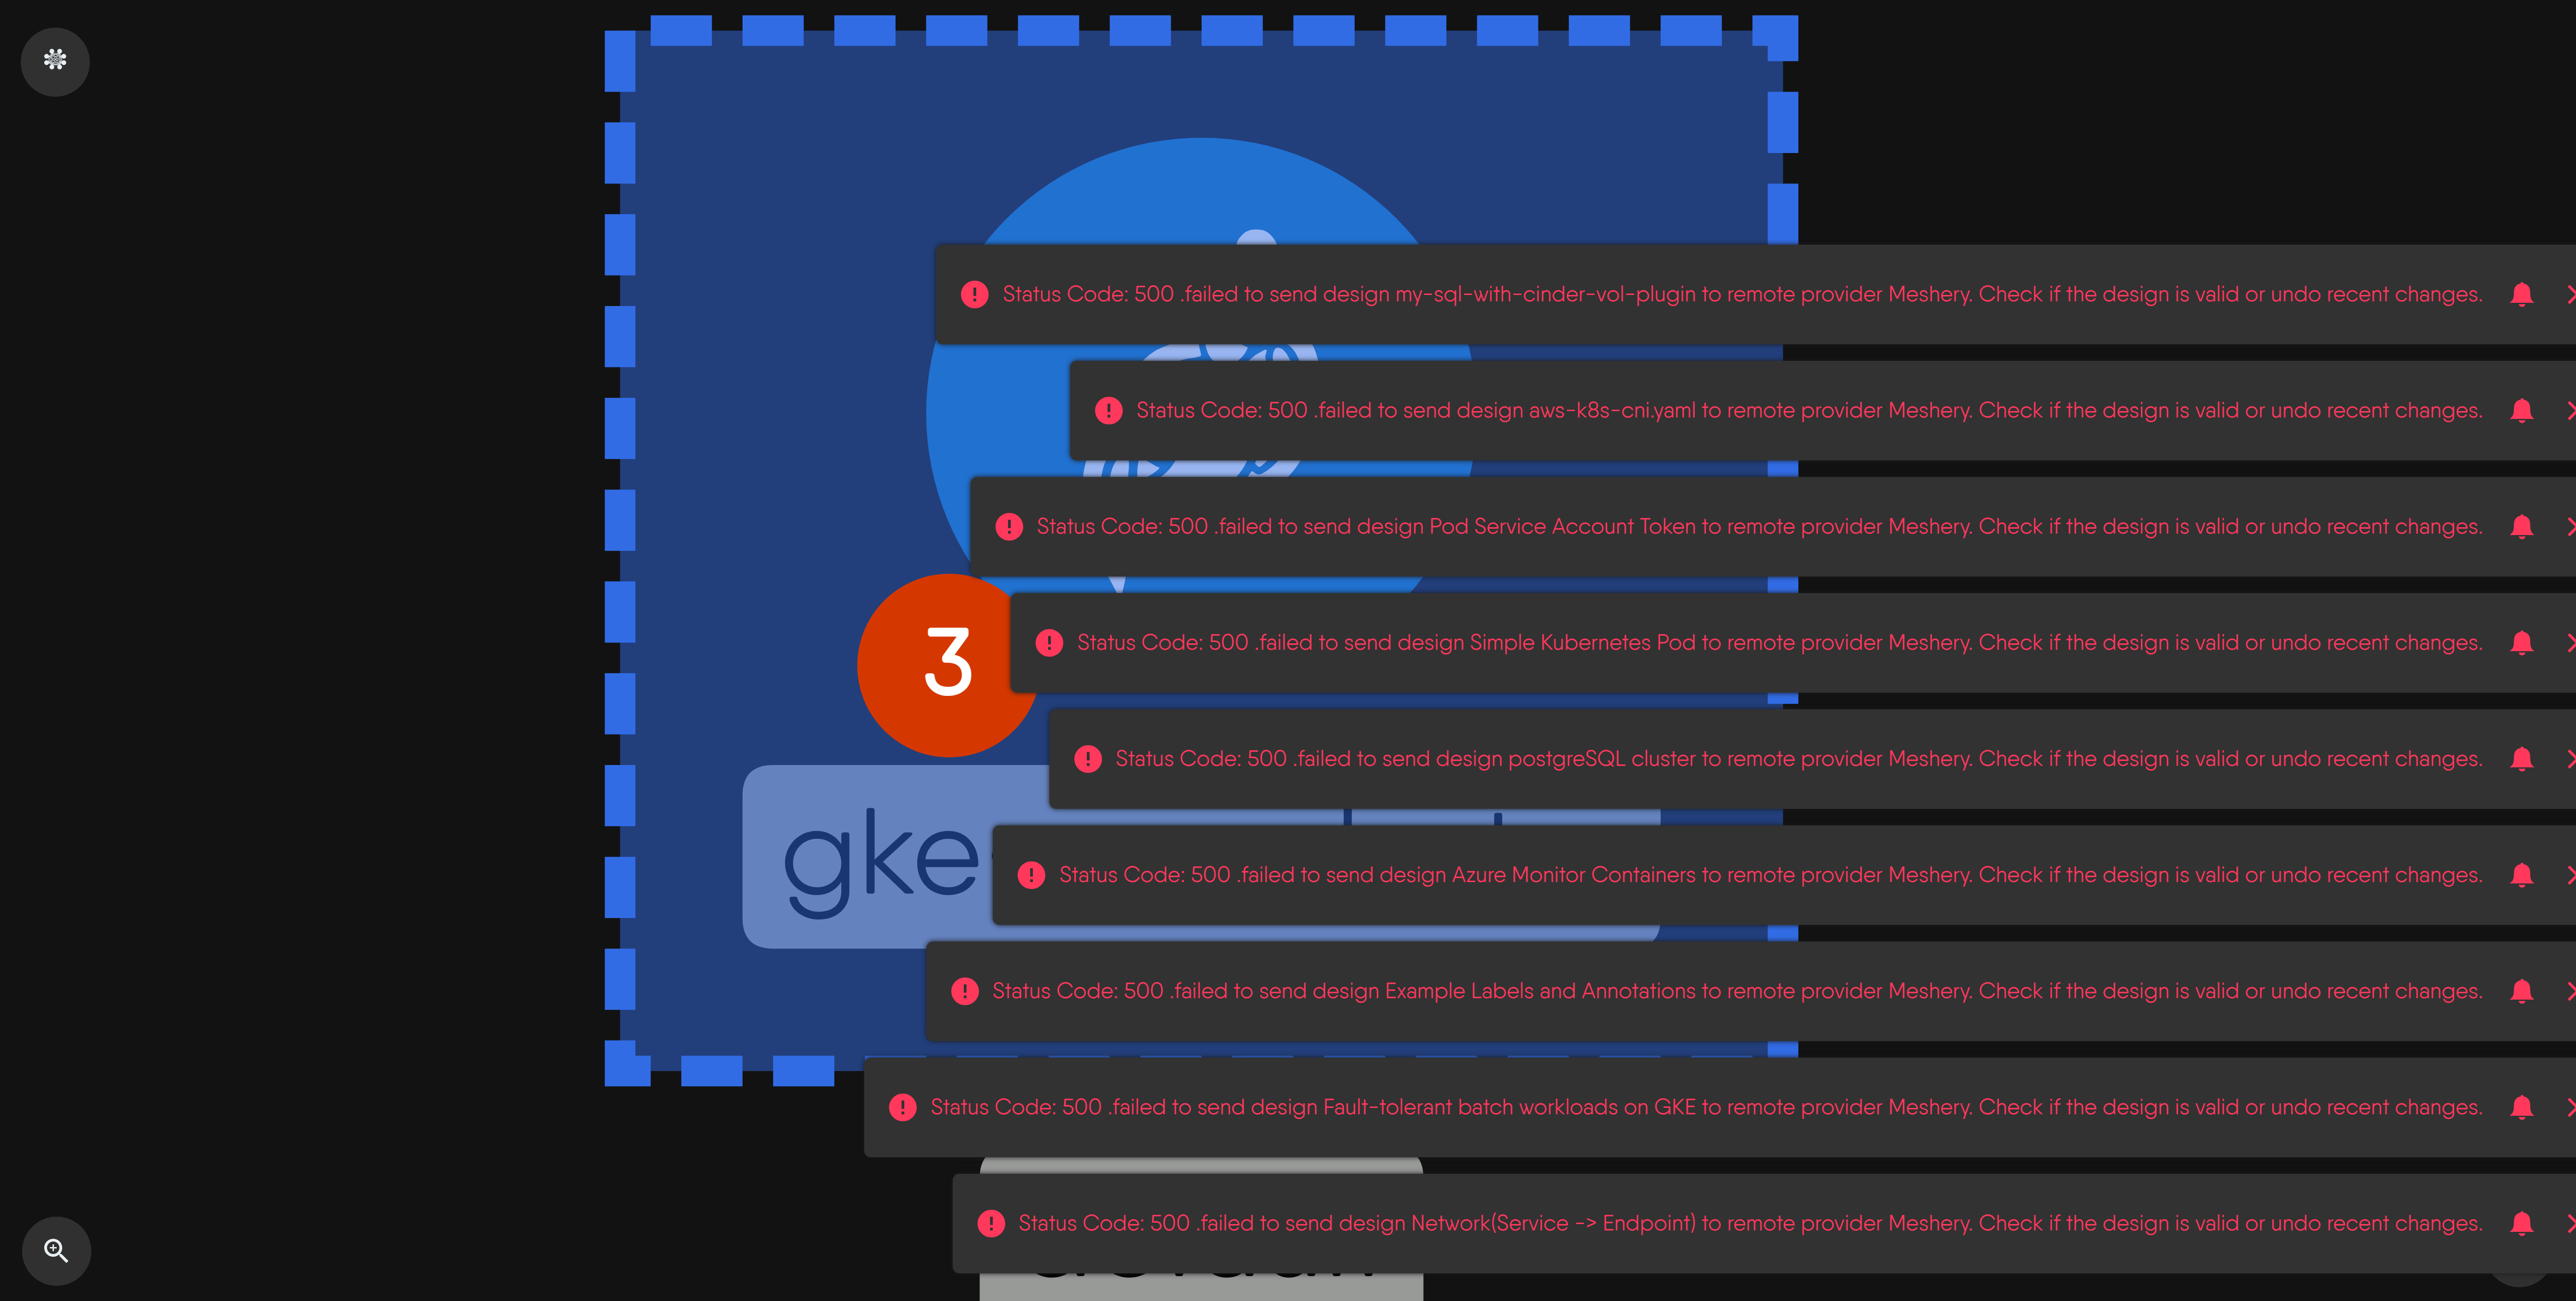 Status Code: 500 .failed to send design my-sql-with-cinder-vol-plugin to remote provider Meshery. Check if the design is valid or undo recent changes.
Status Code: 500 .failed to send design aws-k8s-cni.yaml to remote provider Meshery. Check if the design is valid or undo recent changes.
Status Code: 500 .failed to send design Pod Service Account Token to remote provider Meshery. Check if the design is valid or undo recent changes.
Status Code: 500 .failed to send design Simple Kubernetes Pod to remote provider Meshery. Check if the design is valid or undo recent changes.
3
Status Code: 500 .failed to send design postgreSQL cluster to remote provider Meshery. Check if the design is valid or undo recent changes.
gke
Status Code: 500 .failed to send design Azure Monitor Containers to remote provider Meshery. Check if the design is valid or undo recent changes.
Status Code: 500 .failed to send design Example Labels and Annotations to remote provider Meshery. Check if the design is valid or undo recent changes.
Status Code: 500 .failed to send design Fault-tolerant batch workloads on GKE to remote provider Meshery. Check if the design is valid or undo recent changes.
Status Code: 500 .failed to send design Network(Service -> Endpoint) to remote provider Meshery. Check if the design is valid or undo recent changes.